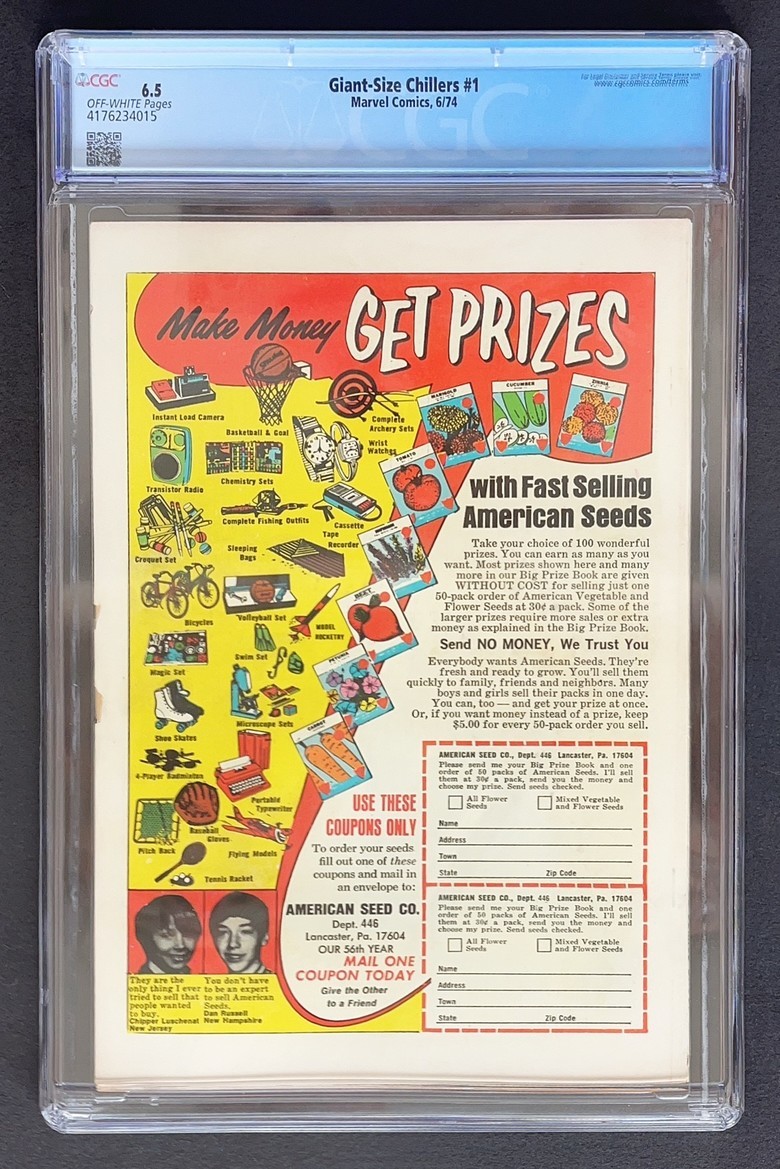 CGC
6.5
OFF-WHITE Pages
4176234015
Giant-Size Chillers #1
Marvel Comics, 6/74
www.cgccomics.com/terms
CGC
Make Money GET PRIZES
Instant Load Camera
Basketball & Goal
Complete
Archery Sets
Wrist
Watches
Transistor Radio
Chemistry Sets
Complete Fishing Outfits
Cassette
Tape
Recorder
Croquet Set
Sleeping
Bags
Bicycles
Volleyball Set
MODEL
ROCKETRY
Magic Set
Swim Set
Shoe Skates
Microscope Sets
4-Player Badminton
Portable
Typewriter
Pitch Back
Baseball
Gloves
Flying Models
Tennis Racket
MARIGOLD
CUCUMBER
ZINNIA
TOMATO
BEET
PETUNIA
CARROT
with Fast Selling
American Seeds
Take your choice of 100 wonderful
prizes. You can earn as many as you
want. Most prizes shown here and many
more in our Big Prize Book are given
WITHOUT COST for selling just one
50-pack order of American Vegetable and
Flower Seeds at 30¢ a pack. Some of the
larger prizes require more sales or extra
money as explained in the Big Prize Book.
Send NO MONEY, We Trust You
Everybody wants American Seeds. They're
fresh and ready to grow. You'll sell them
quickly to family, friends and neighbors. Many
boys and girls sell their packs in one day.
You can, too — and get your prize at once.
Or, if you want money instead of a prize, keep
$5.00 for every 50-pack order you sell.
USE THESE
COUPONS ONLY
To order your seeds
fill out one of these
coupons and mail in
an envelope to:
AMERICAN SEED CO.
Dept. 446
Lancaster, Pa. 17604
OUR 56th YEAR
MAIL ONE
COUPON TODAY
Give the Other
to a Friend
AMERICAN SEED CO., Dept. 446 Lancaster, Pa. 17604
Please send me your Big Prize Book and one
order of 50 packs of American Seeds. I'll sell
them at 30¢ a pack, send you the money and
choose my prize. Send seeds checked.
All Flower
Seeds
Mixed Vegetable
and Flower Seeds
Name
Address
Town
State Zip Code
AMERICAN SEED CO., Dept. 446 Lancaster, Pa. 17604
Please send me your Big Prize Book and one
order of 50 packs of American Seeds. I'll sell
them at 30¢ a pack, send you the money and
choose my prize. Send seeds checked.
All Flower
Seeds
Mixed Vegetable
and Flower Seeds
Name
Address
Town
State Zip Code
They are the
only thing I ever
tried to sell that
people wanted
to buy.
Chipper Luschenat
New Jersey
You don't have
to be an expert
to sell American
Seeds.
Dan Russell
New Hampshire